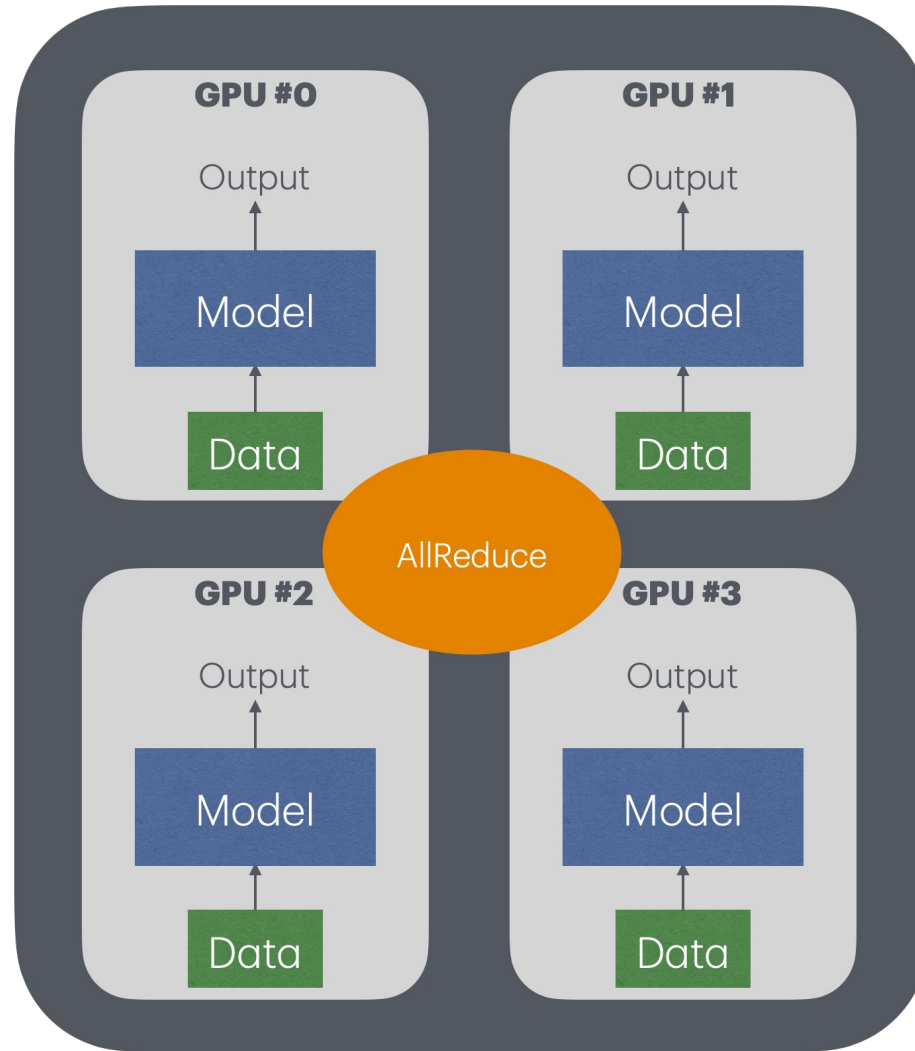 GPU #0
Output
Model
Data
GPU #1
Output
Model
Data
AllReduce
GPU #2
Output
Model
Data
GPU #3
Output
Model
Data